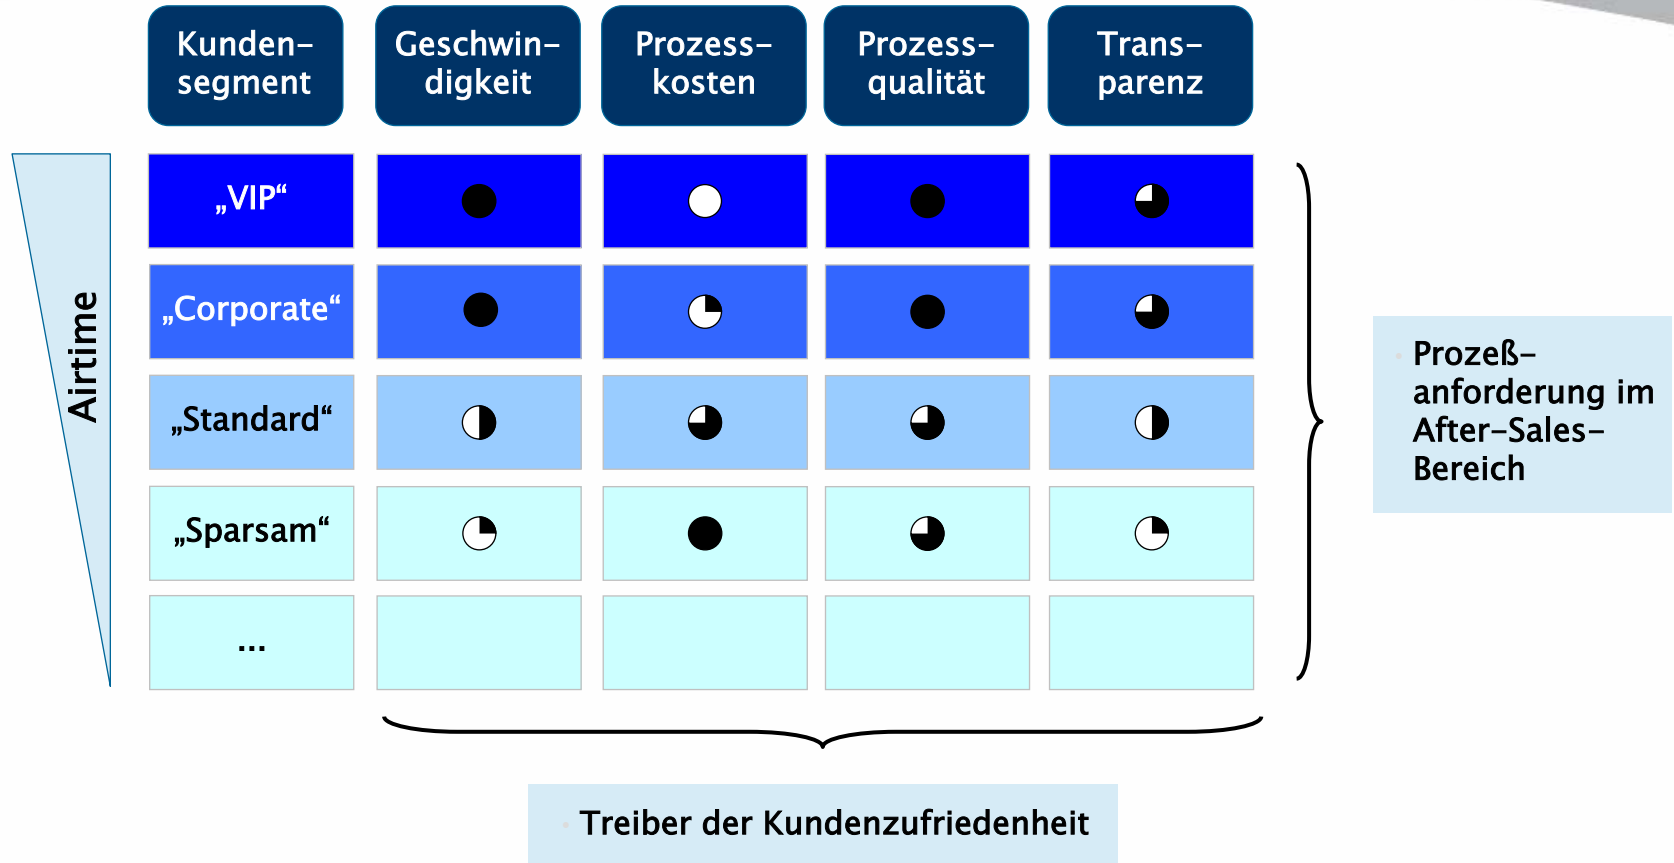 Kunden-
segment
Geschwin-
digkeit
Prozess-
kosten
Prozess-
qualität
Trans-
parenz
Airtime
„VIP“
„Corporate“
„Standard“
„Sparsam“
...
Prozeß-
anforderung im
After-Sales-
Bereich
Treiber der Kundenzufriedenheit